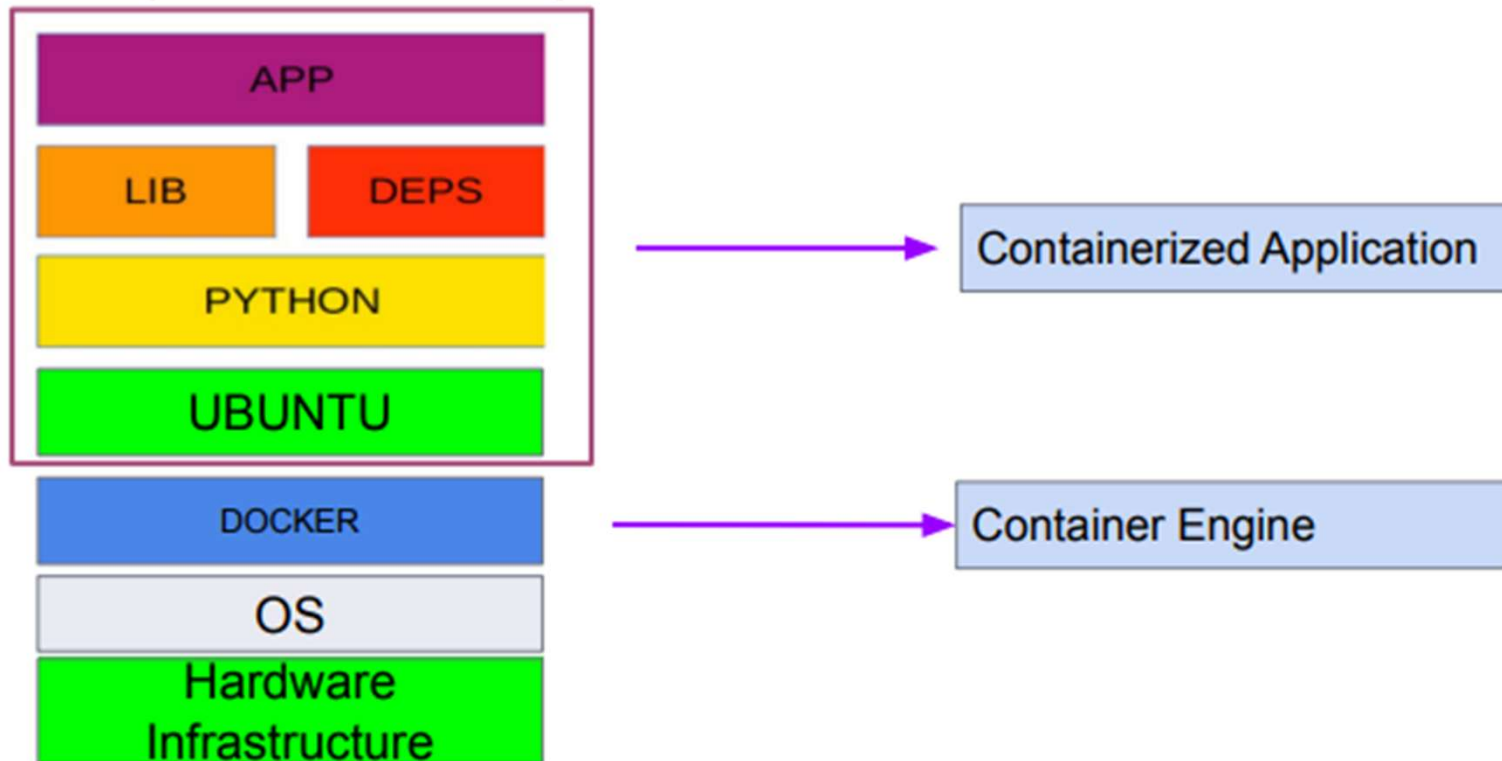 APP
LIB
DEPS
PYTHON
UBUNTU
Containerized Application
DOCKER
Container Engine
OS
Hardware
Infrastructure